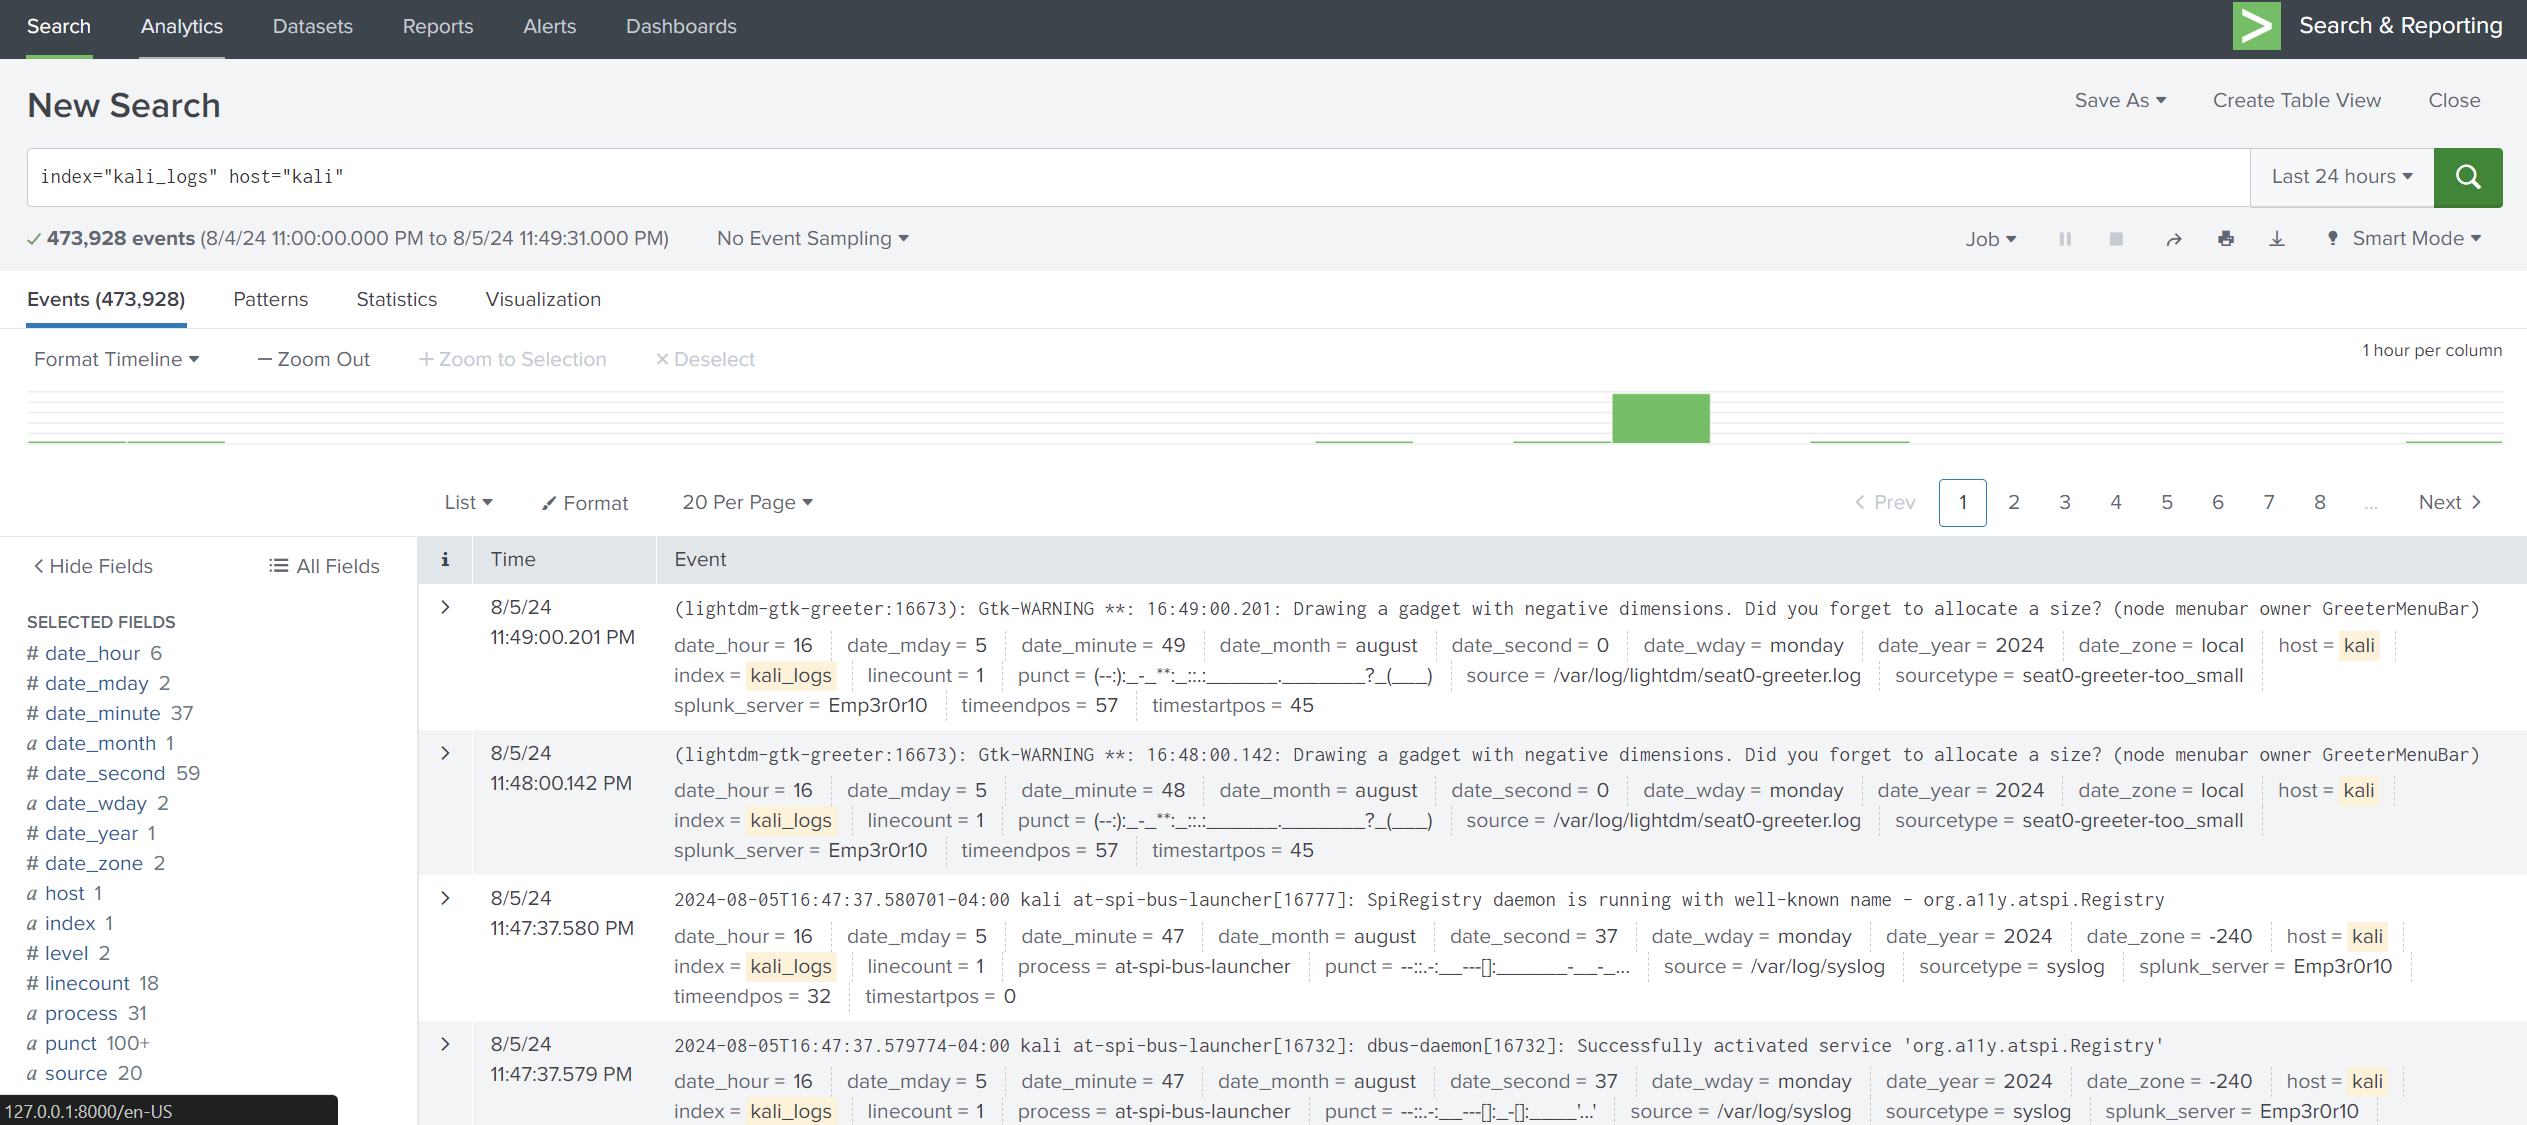 Search Analytics Datasets Reports Alerts Dashboards > Search & Reporting
New Search Save As Create Table View Close
index="kali_logs" host="kali" Last 24 hours
473,928 events (8/4/24 11:00:00.000 PM to 8/5/24 11:49:31.000 PM) No Event Sampling Job Smart Mode
Events (473,928) Patterns Statistics Visualization
Format Timeline — Zoom Out + Zoom to Selection × Deselect 1 hour per column
List Format 20 Per Page < Prev 1 2 3 4 5 6 7 8 ... Next >
< Hide Fields All Fields
SELECTED FIELDS
# date_hour 6
# date_mday 2
# date_minute 37
a date_month 1
# date_second 59
a date_wday 2
# date_year 1
# date_zone 2
a host 1
a index 1
# level 2
# linecount 18
a process 31
a punct 100+
a source 20
127.0.0.1:8000/en-US
i Time Event
> 8/5/24 11:49:00.201 PM
(lightdm-gtk-greeter:16673): Gtk-WARNING **: 16:49:00.201: Drawing a gadget with negative dimensions. Did you forget to allocate a size? (node menubar owner GreeterMenuBar)
date_hour = 16 date_mday = 5 date_minute = 49 date_month = august date_second = 0 date_wday = monday date_year = 2024 date_zone = local host = kali
index = kali_logs linecount = 1 punct = (--:):_-_**:_::.:______._______?_(___) source = /var/log/lightdm/seat0-greeter.log sourcetype = seat0-greeter-too_small
splunk_server = Emp3r0r10 timeendpos = 57 timestartpos = 45
> 8/5/24 11:48:00.142 PM
(lightdm-gtk-greeter:16673): Gtk-WARNING **: 16:48:00.142: Drawing a gadget with negative dimensions. Did you forget to allocate a size? (node menubar owner GreeterMenuBar)
date_hour = 16 date_mday = 5 date_minute = 48 date_month = august date_second = 0 date_wday = monday date_year = 2024 date_zone = local host = kali
index = kali_logs linecount = 1 punct = (--:):_-_**:_::.:______._______?_(___) source = /var/log/lightdm/seat0-greeter.log sourcetype = seat0-greeter-too_small
splunk_server = Emp3r0r10 timeendpos = 57 timestartpos = 45
> 8/5/24 11:47:37.580 PM
2024-08-05T16:47:37.580701-04:00 kali at-spi-bus-launcher[16777]: SpiRegistry daemon is running with well-known name - org.a11y.atspi.Registry
date_hour = 16 date_mday = 5 date_minute = 47 date_month = august date_second = 37 date_wday = monday date_year = 2024 date_zone = -240 host = kali
index = kali_logs linecount = 1 process = at-spi-bus-launcher punct = --::.-:__---[]:______-__-_... source = /var/log/syslog sourcetype = syslog splunk_server = Emp3r0r10
timeendpos = 32 timestartpos = 0
> 8/5/24 11:47:37.579 PM
2024-08-05T16:47:37.579774-04:00 kali at-spi-bus-launcher[16732]: dbus-daemon[16732]: Successfully activated service 'org.a11y.atspi.Registry'
date_hour = 16 date_mday = 5 date_minute = 47 date_month = august date_second = 37 date_wday = monday date_year = 2024 date_zone = -240 host = kali
index = kali_logs linecount = 1 process = at-spi-bus-launcher punct = --::.-:__---[]:_-[]:____'...' source = /var/log/syslog sourcetype = syslog splunk_server = Emp3r0r10